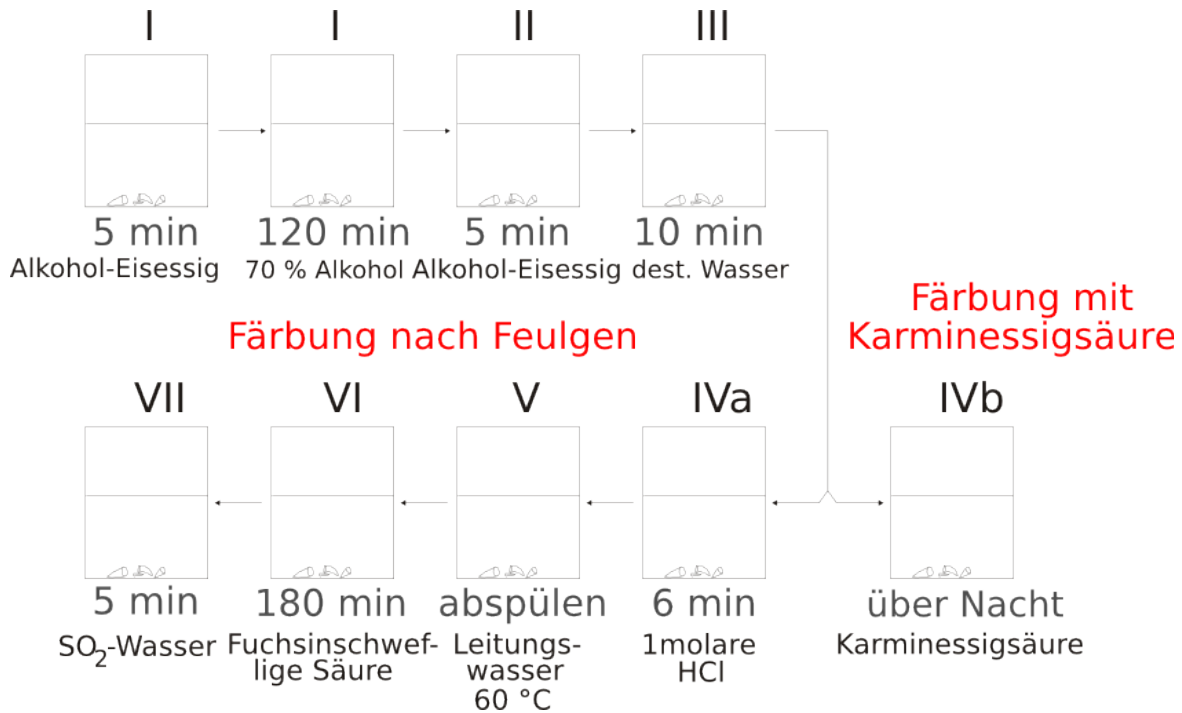 I
I
II
III
5 min
120 min
5 min
10 min
Alkohol-Eisessig
70 % Alkohol
Alkohol-Eisessig
dest. Wasser
Färbung nach Feulgen
Färbung mit
Karminessigsäure
VII
VI
V
IVa
IVb
5 min
180 min
abspülen
6 min
über Nacht
SO2-Wasser
Fuchsinschwef-
lige Säure
Leitungs-
wasser
60 °C
1molare
HCl
Karminessigsäure